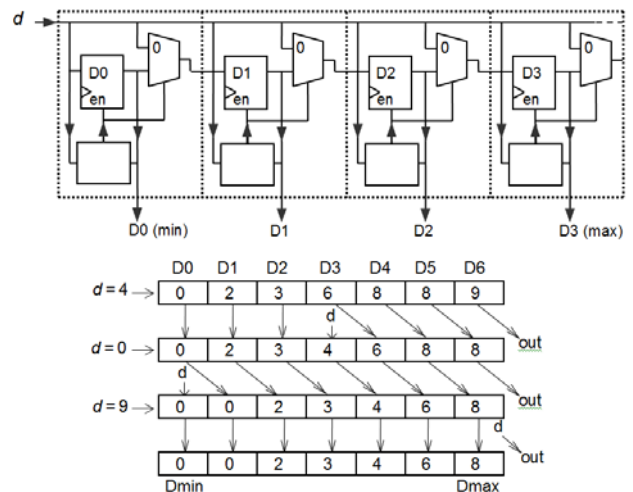 d
0 0 0 0
D0 D1 D2 D3
en en en en
D0 (min) D1 D2 D3 (max)
D0 D1 D2 D3 D4 D5 D6
d = 4 0 2 3 6 8 8 9
d out
d = 0 0 2 3 4 6 8 8
d out
d = 9 0 0 2 3 4 6 8
d out
0 0 2 3 4 6 8
Dmin Dmax